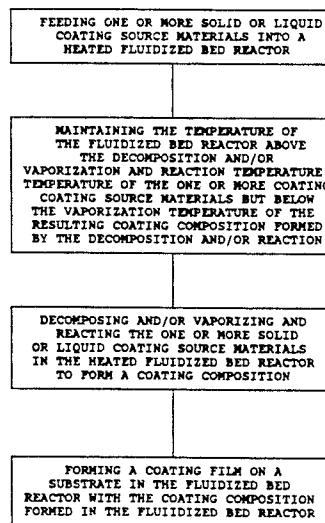 FEEDING ONE OR MORE SOLID OR LIQUID
COATING SOURCE MATERIALS INTO A
HEATED FLUIDIZED BED REACTOR
MAINTAINING THE TEMPERATURE OF
THE FLUIDIZED BED REACTOR ABOVE
THE DECOMPOSITION AND/OR
VAPORIZATION AND REACTION TEMPERATURE
TEMPERATURE OF THE ONE OR MORE COATING
COATING SOURCE MATERIALS BUT BELOW
THE VAPORIZATION TEMPERATURE OF THE
RESULTING COATING COMPOSITION FORMED
BY THE DECOMPOSITION AND/OR REACTION
DECOMPOSING AND/OR VAPORIZING AND
REACTING THE ONE OR MORE SOLID
OR LIQUID COATING SOURCE MATERIALS
IN THE HEATED FLUIDIZED BED REACTOR
TO FORM A COATING COMPOSITION
FORMING A COATING FILM ON A
SUBSTRATE IN THE FLUIDIZED BED
REACTOR WITH THE COATING COMPOSITION
FORMED IN THE FLUIIDIZED BED REACTOR